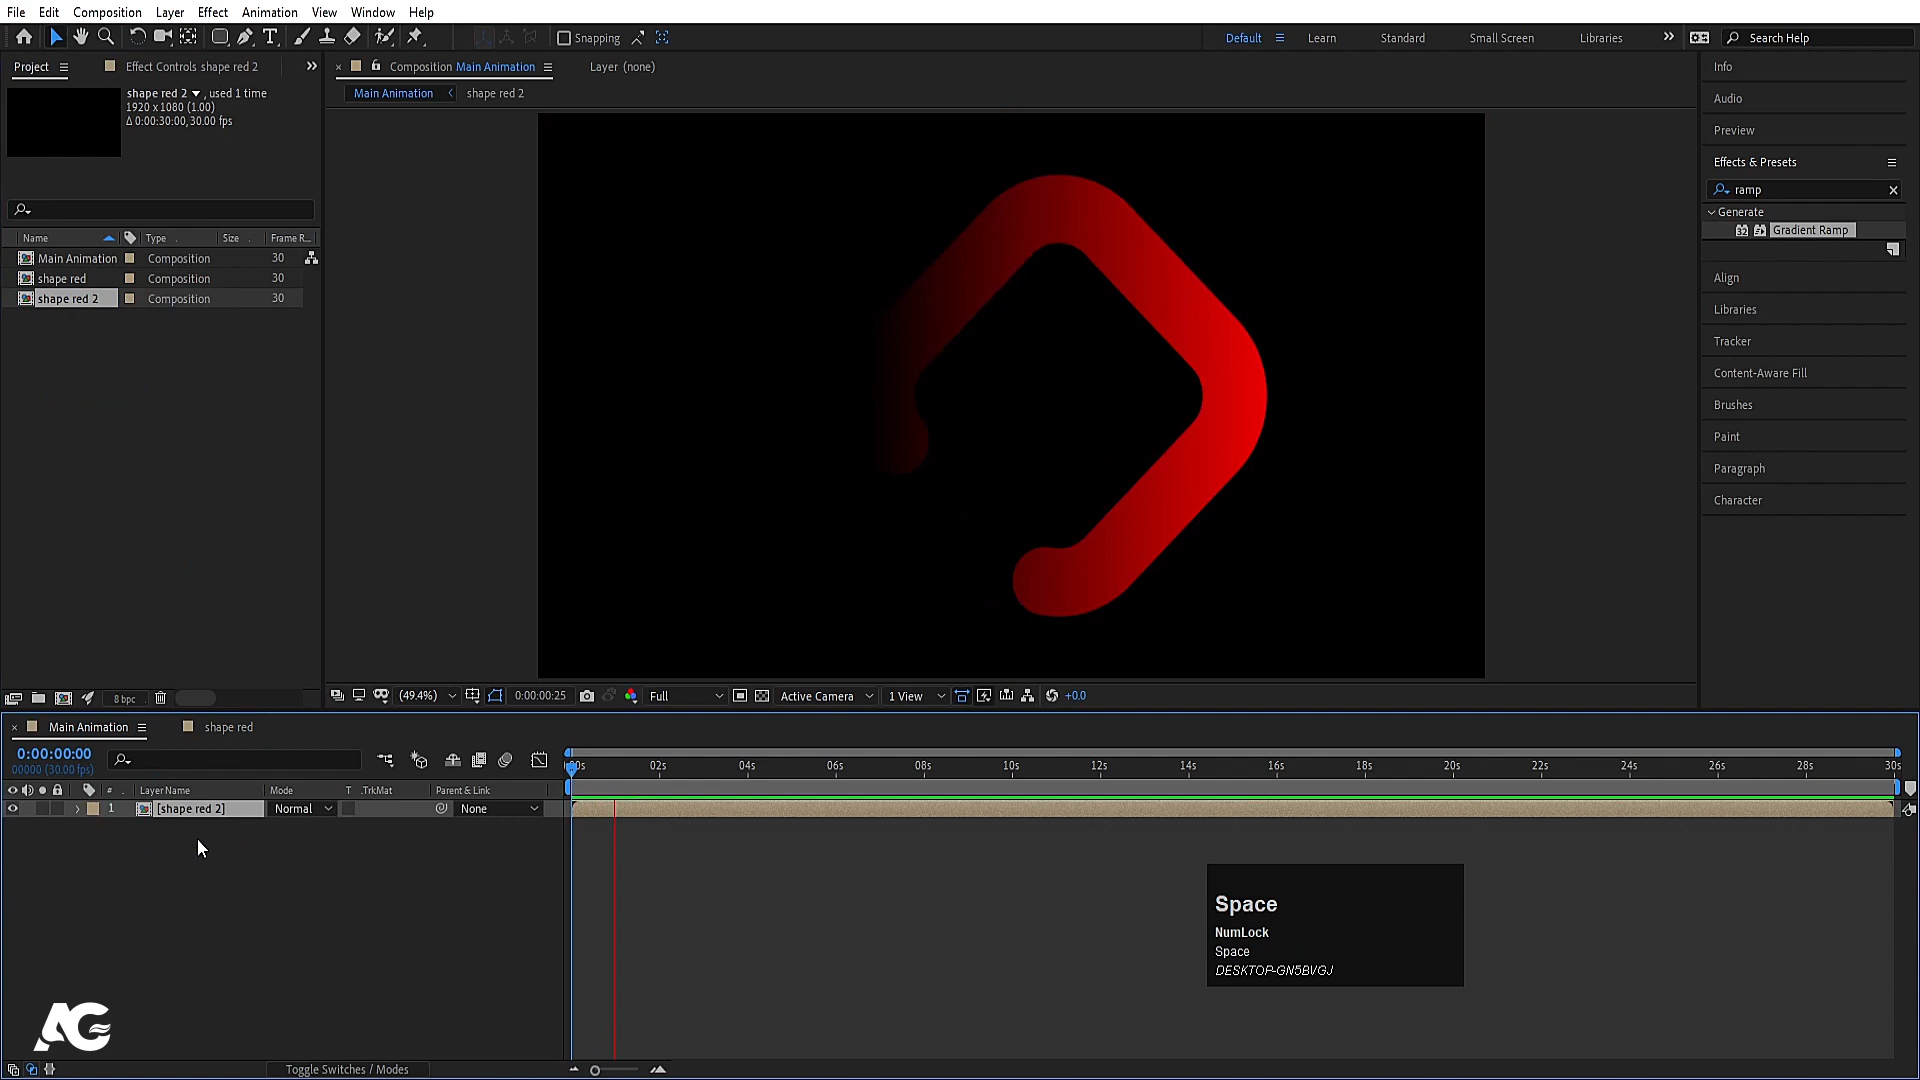 File Edit Composition Layer Effect Animation View Window Help
Snapping Default Learn Standard Small Screen Libraries Search Help
Project Effect Controls shape red 2
Composition Main Animation Layer (none)
Main Animation shape red 2
shape red 2 , used 1 time
1920 x 1080 (1.00)
Δ 0:00:30:00, 30.00 fps
Name Type Size Frame R...
Main Animation Composition 30
shape red Composition 30
shape red 2 Composition 30
8 bpc
(49.4%) 0:00:00:25 Full Active Camera 1 View +0.0
Info
Audio
Preview
Effects & Presets
ramp
Generate
32 Gradient Ramp
Align
Libraries
Tracker
Content-Aware Fill
Brushes
Paint
Paragraph
Character
Main Animation shape red
0:00:00:00
00000 (30.00 fps)
# Layer Name Mode T .TrkMat Parent & Link
1 [shape red 2] Normal None
00s 02s 04s 06s 08s 10s 12s 14s 16s 18s 20s 22s 24s 26s 28s 30s
Space
NumLock
Space
DESKTOP-GN5BVGJ
AG
Toggle Switches / Modes